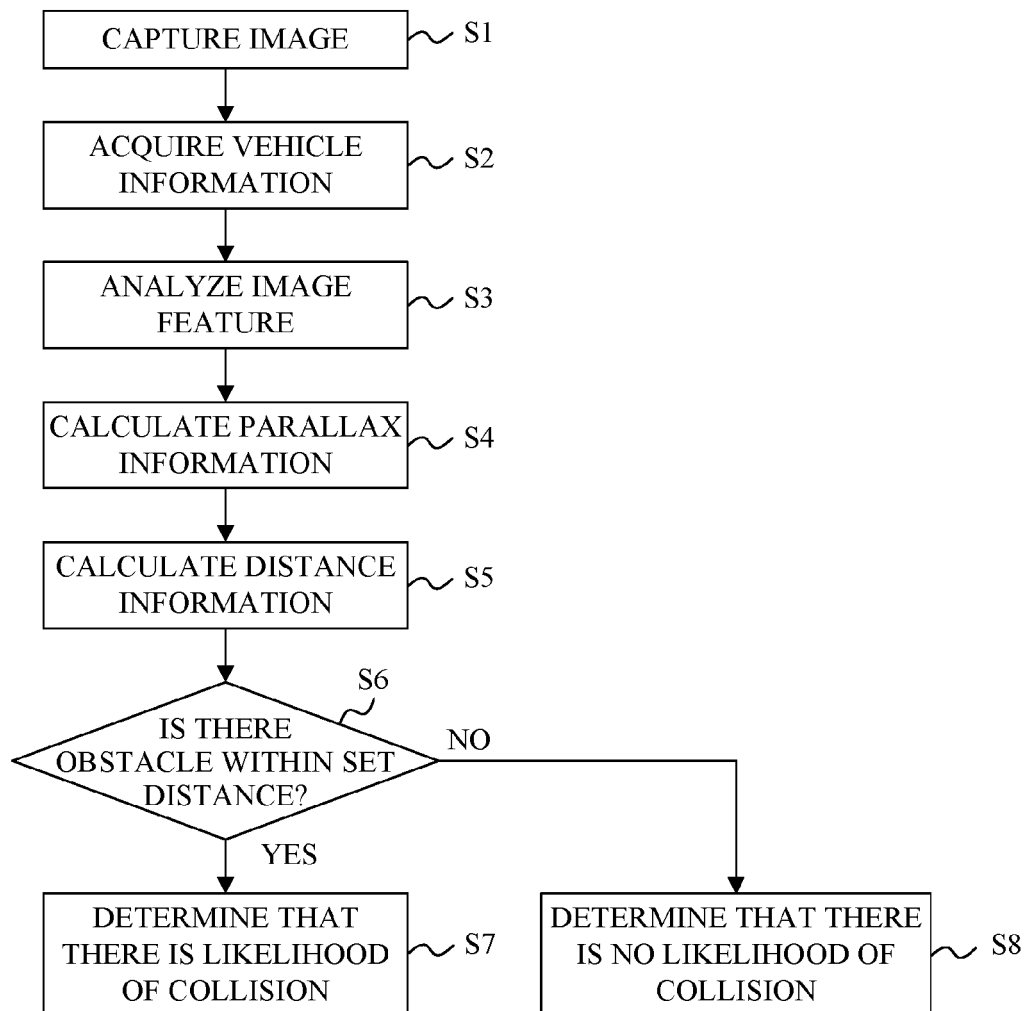 CAPTURE IMAGE
S1
ACQUIRE VEHICLE
INFORMATION
S2
ANALYZE IMAGE
FEATURE
S3
CALCULATE PARALLAX
INFORMATION
S4
CALCULATE DISTANCE
INFORMATION
S5
S6
IS THERE
OBSTACLE WITHIN SET
DISTANCE?
NO
YES
DETERMINE THAT
THERE IS LIKELIHOOD
OF COLLISION
S7
DETERMINE THAT THERE
IS NO LIKELIHOOD OF
COLLISION
S8